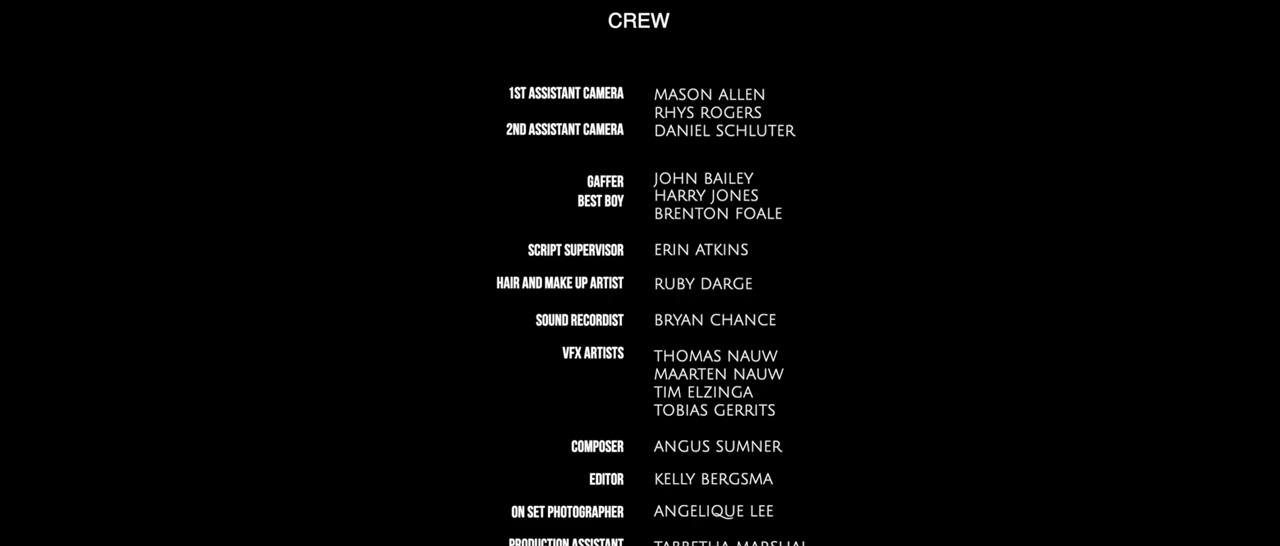 CREW
1ST ASSISTANT CAMERA MASON ALLEN
RHYS ROGERS
2ND ASSISTANT CAMERA DANIEL SCHLUTER
GAFFER JOHN BAILEY
BEST BOY HARRY JONES
BRENTON FOALE
SCRIPT SUPERVISOR ERIN ATKINS
HAIR AND MAKE UP ARTIST RUBY DARGE
SOUND RECORDIST BRYAN CHANCE
VFX ARTISTS THOMAS NAUW
MAARTEN NAUW
TIM ELZINGA
TOBIAS GERRITS
COMPOSER ANGUS SUMNER
EDITOR KELLY BERGSMA
ON SET PHOTOGRAPHER ANGELIQUE LEE
PRODUCTION ASSISTANT